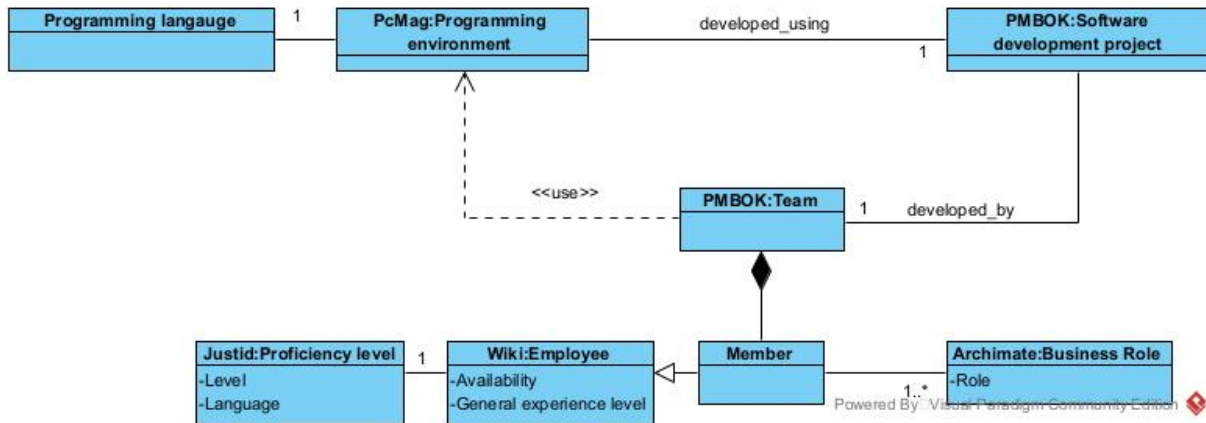 Programming langauge
1
PcMag:Programming
environment
developed_using
1
PMBOK:Software
development project
<<use>>
PMBOK:Team
1
developed_by
Justid:Proficiency level
-Level
-Language
1
Wiki:Employee
-Availability
-General experience level
Member
1..*
Archimate:Business Role
-Role
Powered By Visual Paradigm Community Edition